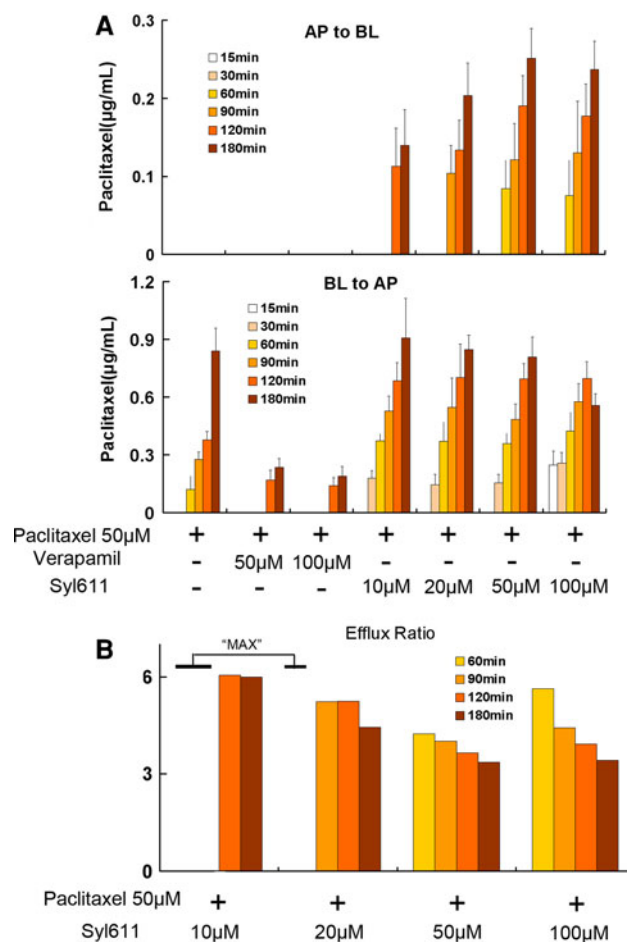 A
AP to BL
0.3
15min
30min
60min
90min
120min
180min
0.2
0.1
0
Paclitaxel(µg/mL)
BL to AP
1.2
15min
30min
60min
90min
120min
180min
0.9
0.6
0.3
0
Paclitaxel(µg/mL)
Paclitaxel 50µM + + + + + + +
Verapamil - 50µM 100µM - - - -
Syl611 - - - 10µM 20µM 50µM 100µM
B
"MAX"
Efflux Ratio
60min
90min
120min
180min
6
3
0
Paclitaxel 50µM + + + +
Syl611 10µM 20µM 50µM 100µM